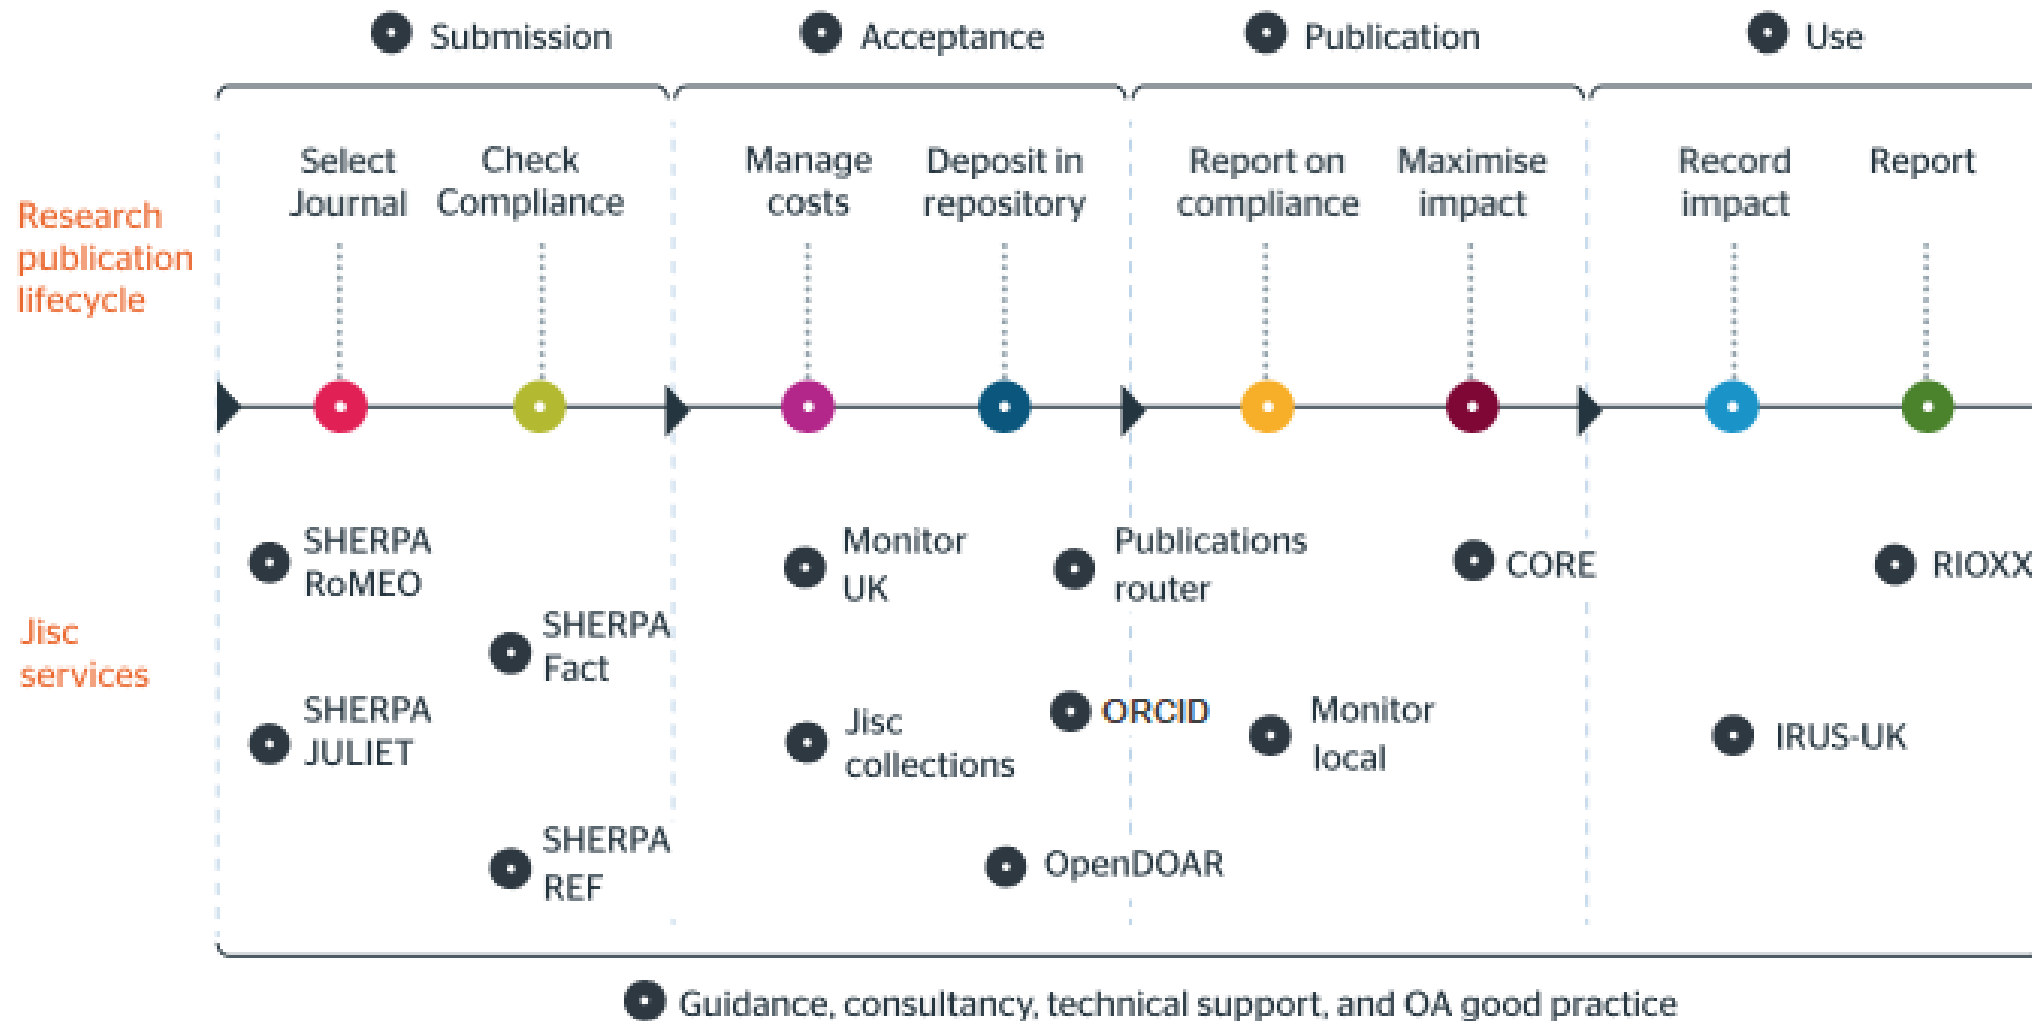 Submission
Acceptance
Publication
Use
Select
Journal
Check
Compliance
Manage
costs
Deposit in
repository
Report on
compliance
Maximise
impact
Record
impact
Report
Research
publication
lifecycle
Jisc
services
SHERPA
RoMEO
SHERPA
JULIET
SHERPA
Fact
SHERPA
REF
Monitor
UK
Jisc
collections
Publications
router
ORCID
OpenDOAR
Monitor
local
CORE
IRUS-UK
RIOXX
Guidance, consultancy, technical support, and OA good practice